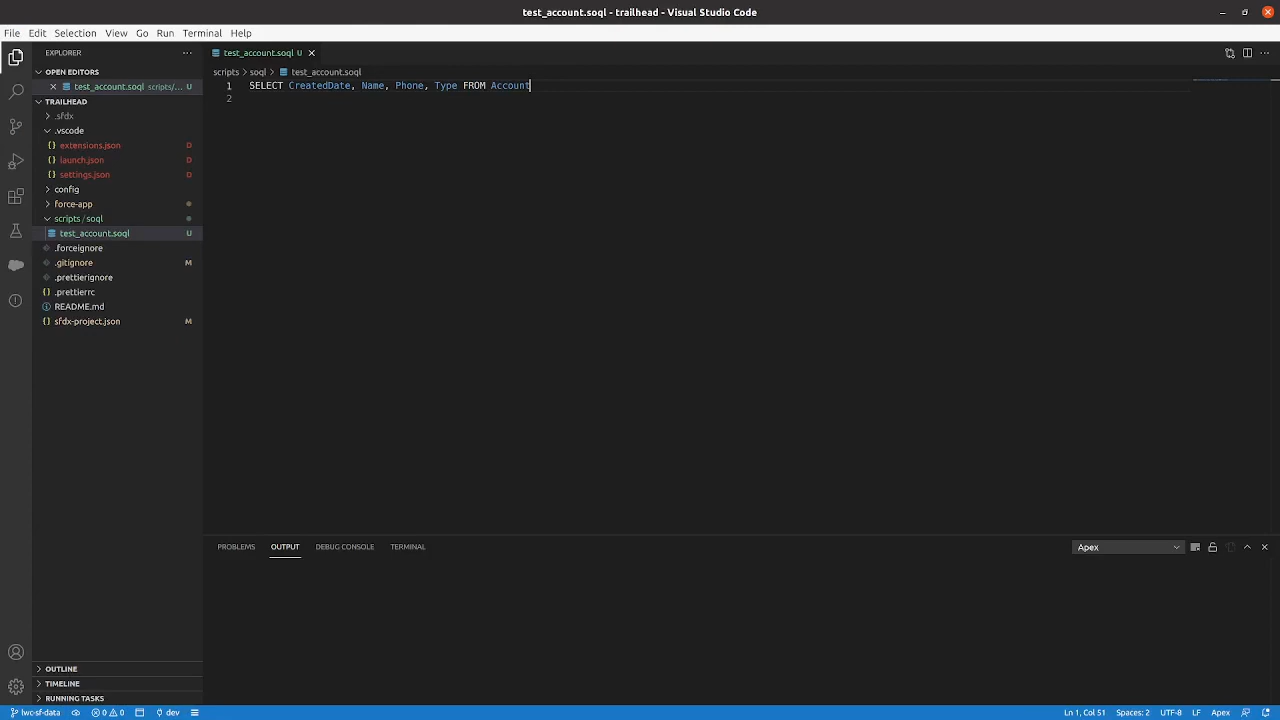 test_account.soql - trailhead - Visual Studio Code
File Edit Selection View Go Run Terminal Help
EXPLORER
OPEN EDITORS
test_account.soql scripts/... U
TRAILHEAD
.sfdx
.vscode
extensions.json D
launch.json D
settings.json D
config
force-app
scripts / soql
test_account.soql U
.forceignore
.gitignore M
.prettierignore
.prettierrc
README.md
sfdx-project.json M
OUTLINE
TIMELINE
RUNNING TASKS
test_account.soql U
scripts > soql > test_account.soql
1 SELECT CreatedDate, Name, Phone, Type FROM Account
2
PROBLEMS OUTPUT DEBUG CONSOLE TERMINAL
Apex
lwc-sf-data 0 0 dev
Ln 1, Col 51 Spaces: 2 UTF-8 LF Apex